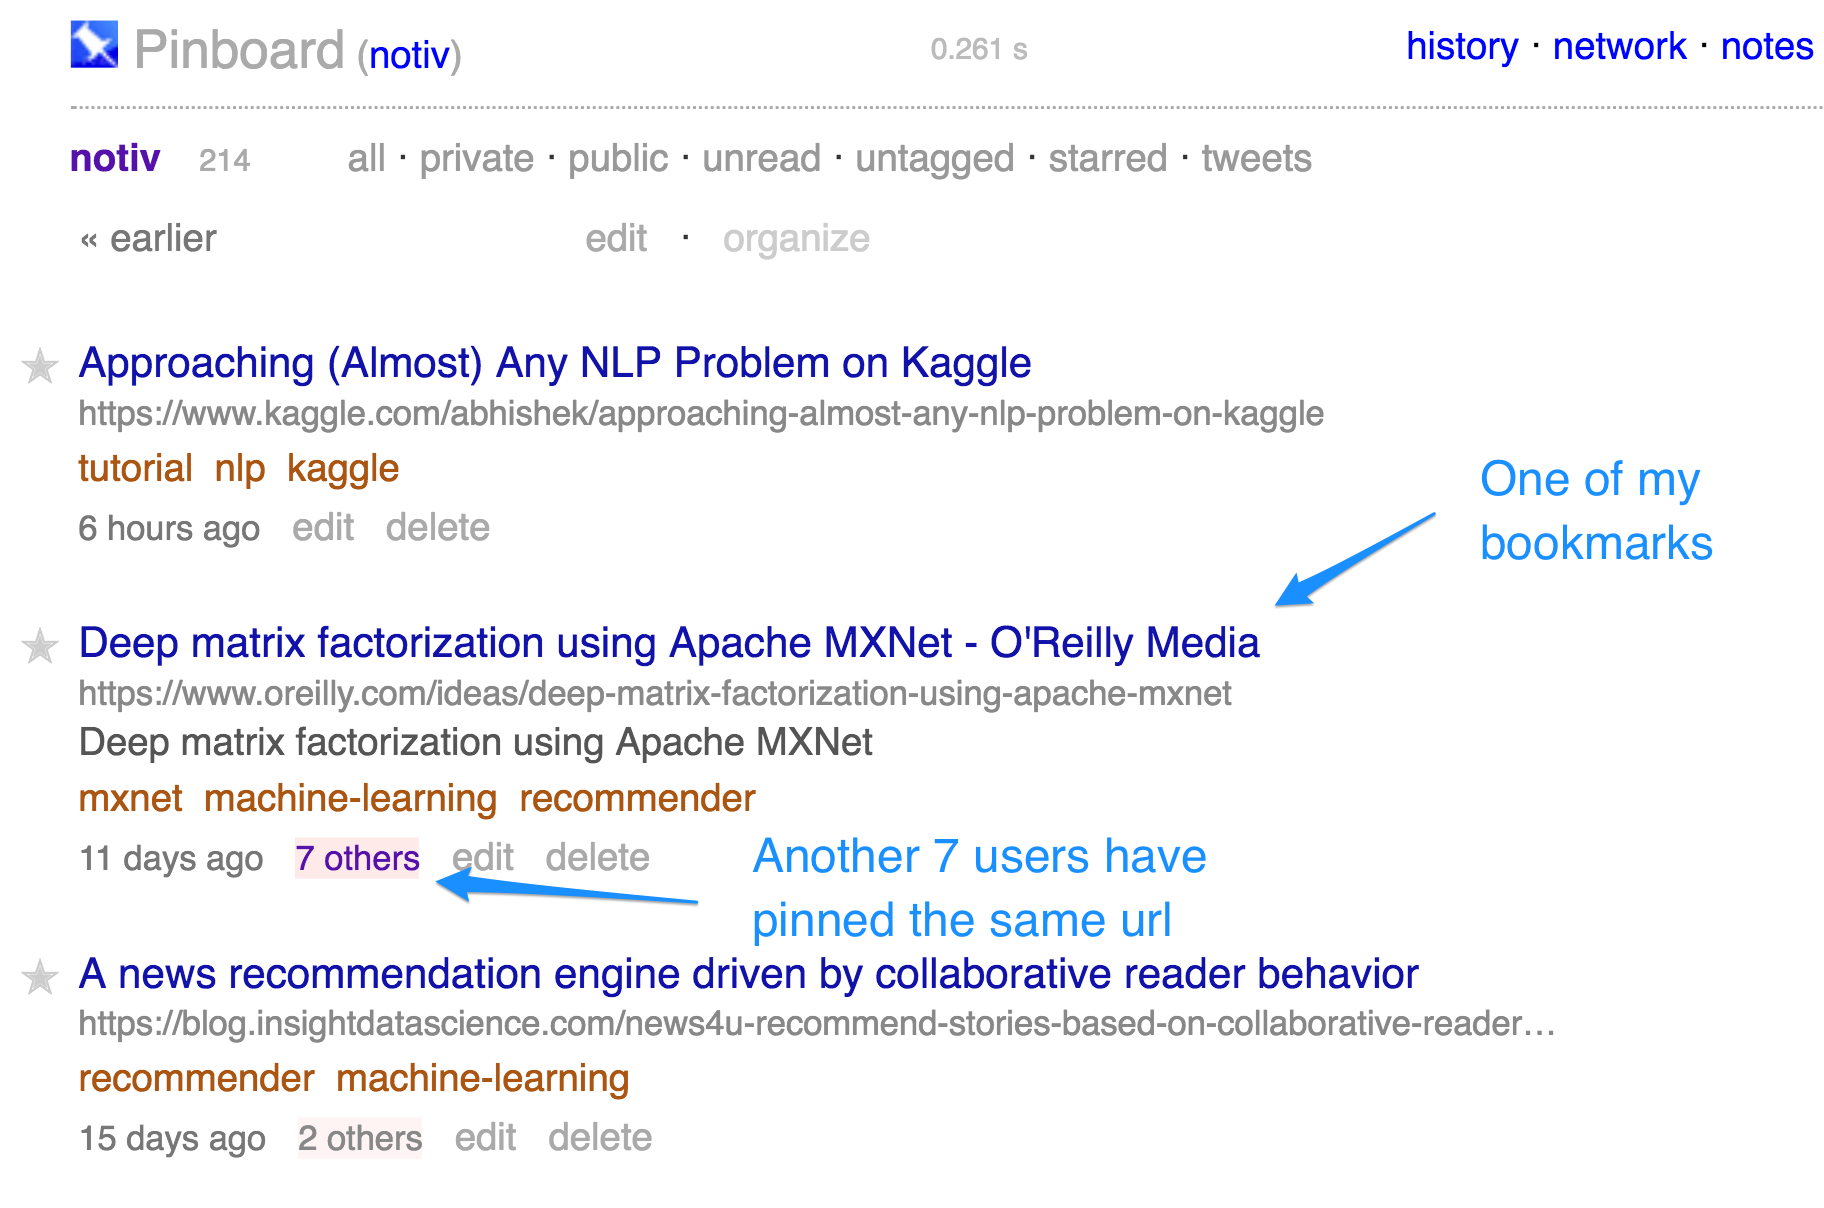 Pinboard (notiv) 0.261 s history · network · notes
notiv 214 all · private · public · unread · untagged · starred · tweets
« earlier edit · organize
Approaching (Almost) Any NLP Problem on Kaggle
https://www.kaggle.com/abhishek/approaching-almost-any-nlp-problem-on-kaggle
tutorial nlp kaggle
6 hours ago edit delete
One of my
bookmarks
Deep matrix factorization using Apache MXNet - O'Reilly Media
https://www.oreilly.com/ideas/deep-matrix-factorization-using-apache-mxnet
Deep matrix factorization using Apache MXNet
mxnet machine-learning recommender
11 days ago 7 others edit delete
Another 7 users have
pinned the same url
A news recommendation engine driven by collaborative reader behavior
https://blog.insightdatascience.com/news4u-recommend-stories-based-on-collaborative-reader…
recommender machine-learning
15 days ago 2 others edit delete